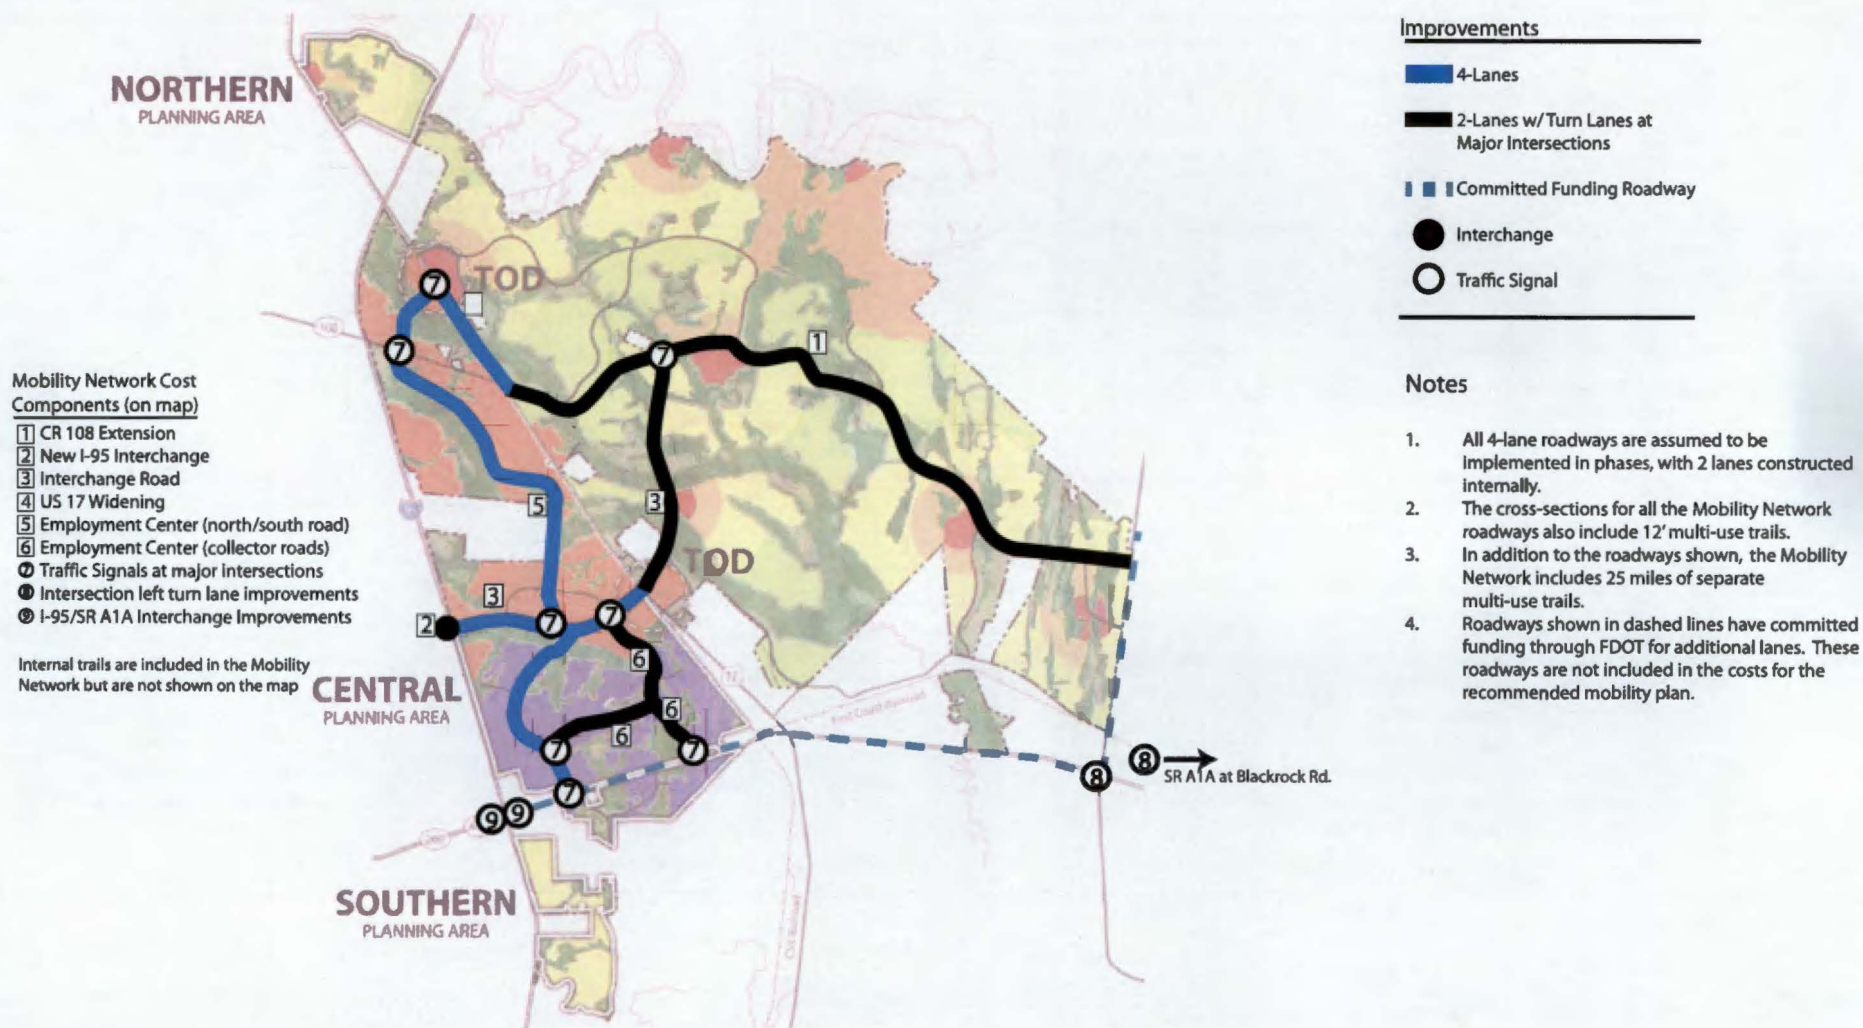 NORTHERN
PLANNING AREA
TOD
7
7
7
1
Mobility Network Cost
Components (on map)
1 CR 108 Extension
2 New I-95 Interchange
3 Interchange Road
4 US 17 Widening
5 Employment Center (north/south road)
6 Employment Center (collector roads)
7 Traffic Signals at major intersections
8 Intersection left turn lane improvements
9 I-95/SR A1A Interchange Improvements
Internal trails are included in the Mobility
Network but are not shown on the map
5
3
TOD
3
2
7
7
6
CENTRAL
PLANNING AREA
17
6
6
7
7
7
9 9
8
8
SR A1A at Blackrock Rd.
SOUTHERN
PLANNING AREA
Improvements
4-Lanes
2-Lanes w/ Turn Lanes at
Major Intersections
Committed Funding Roadway
Interchange
Traffic Signal
Notes
1. All 4-lane roadways are assumed to be
implemented in phases, with 2 lanes constructed
internally.
2. The cross-sections for all the Mobility Network
roadways also include 12' multi-use trails.
3. In addition to the roadways shown, the Mobility
Network includes 25 miles of separate
multi-use trails.
4. Roadways shown in dashed lines have committed
funding through FDOT for additional lanes. These
roadways are not included in the costs for the
recommended mobility plan.